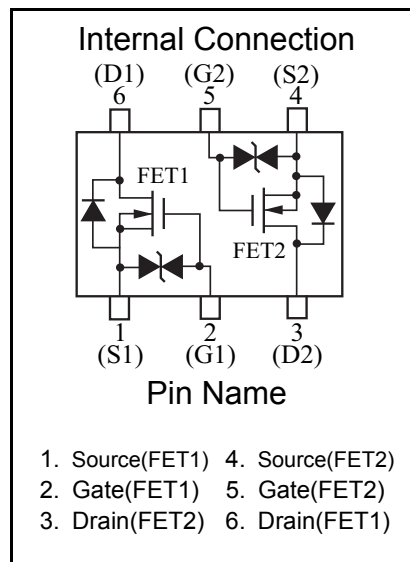 Internal Connection
(D1) (G2) (S2)
6 5 4
FET1
FET2
1 2 3
(S1) (G1) (D2)
Pin Name
1. Source(FET1) 4. Source(FET2)
2. Gate(FET1) 5. Gate(FET2)
3. Drain(FET2) 6. Drain(FET1)